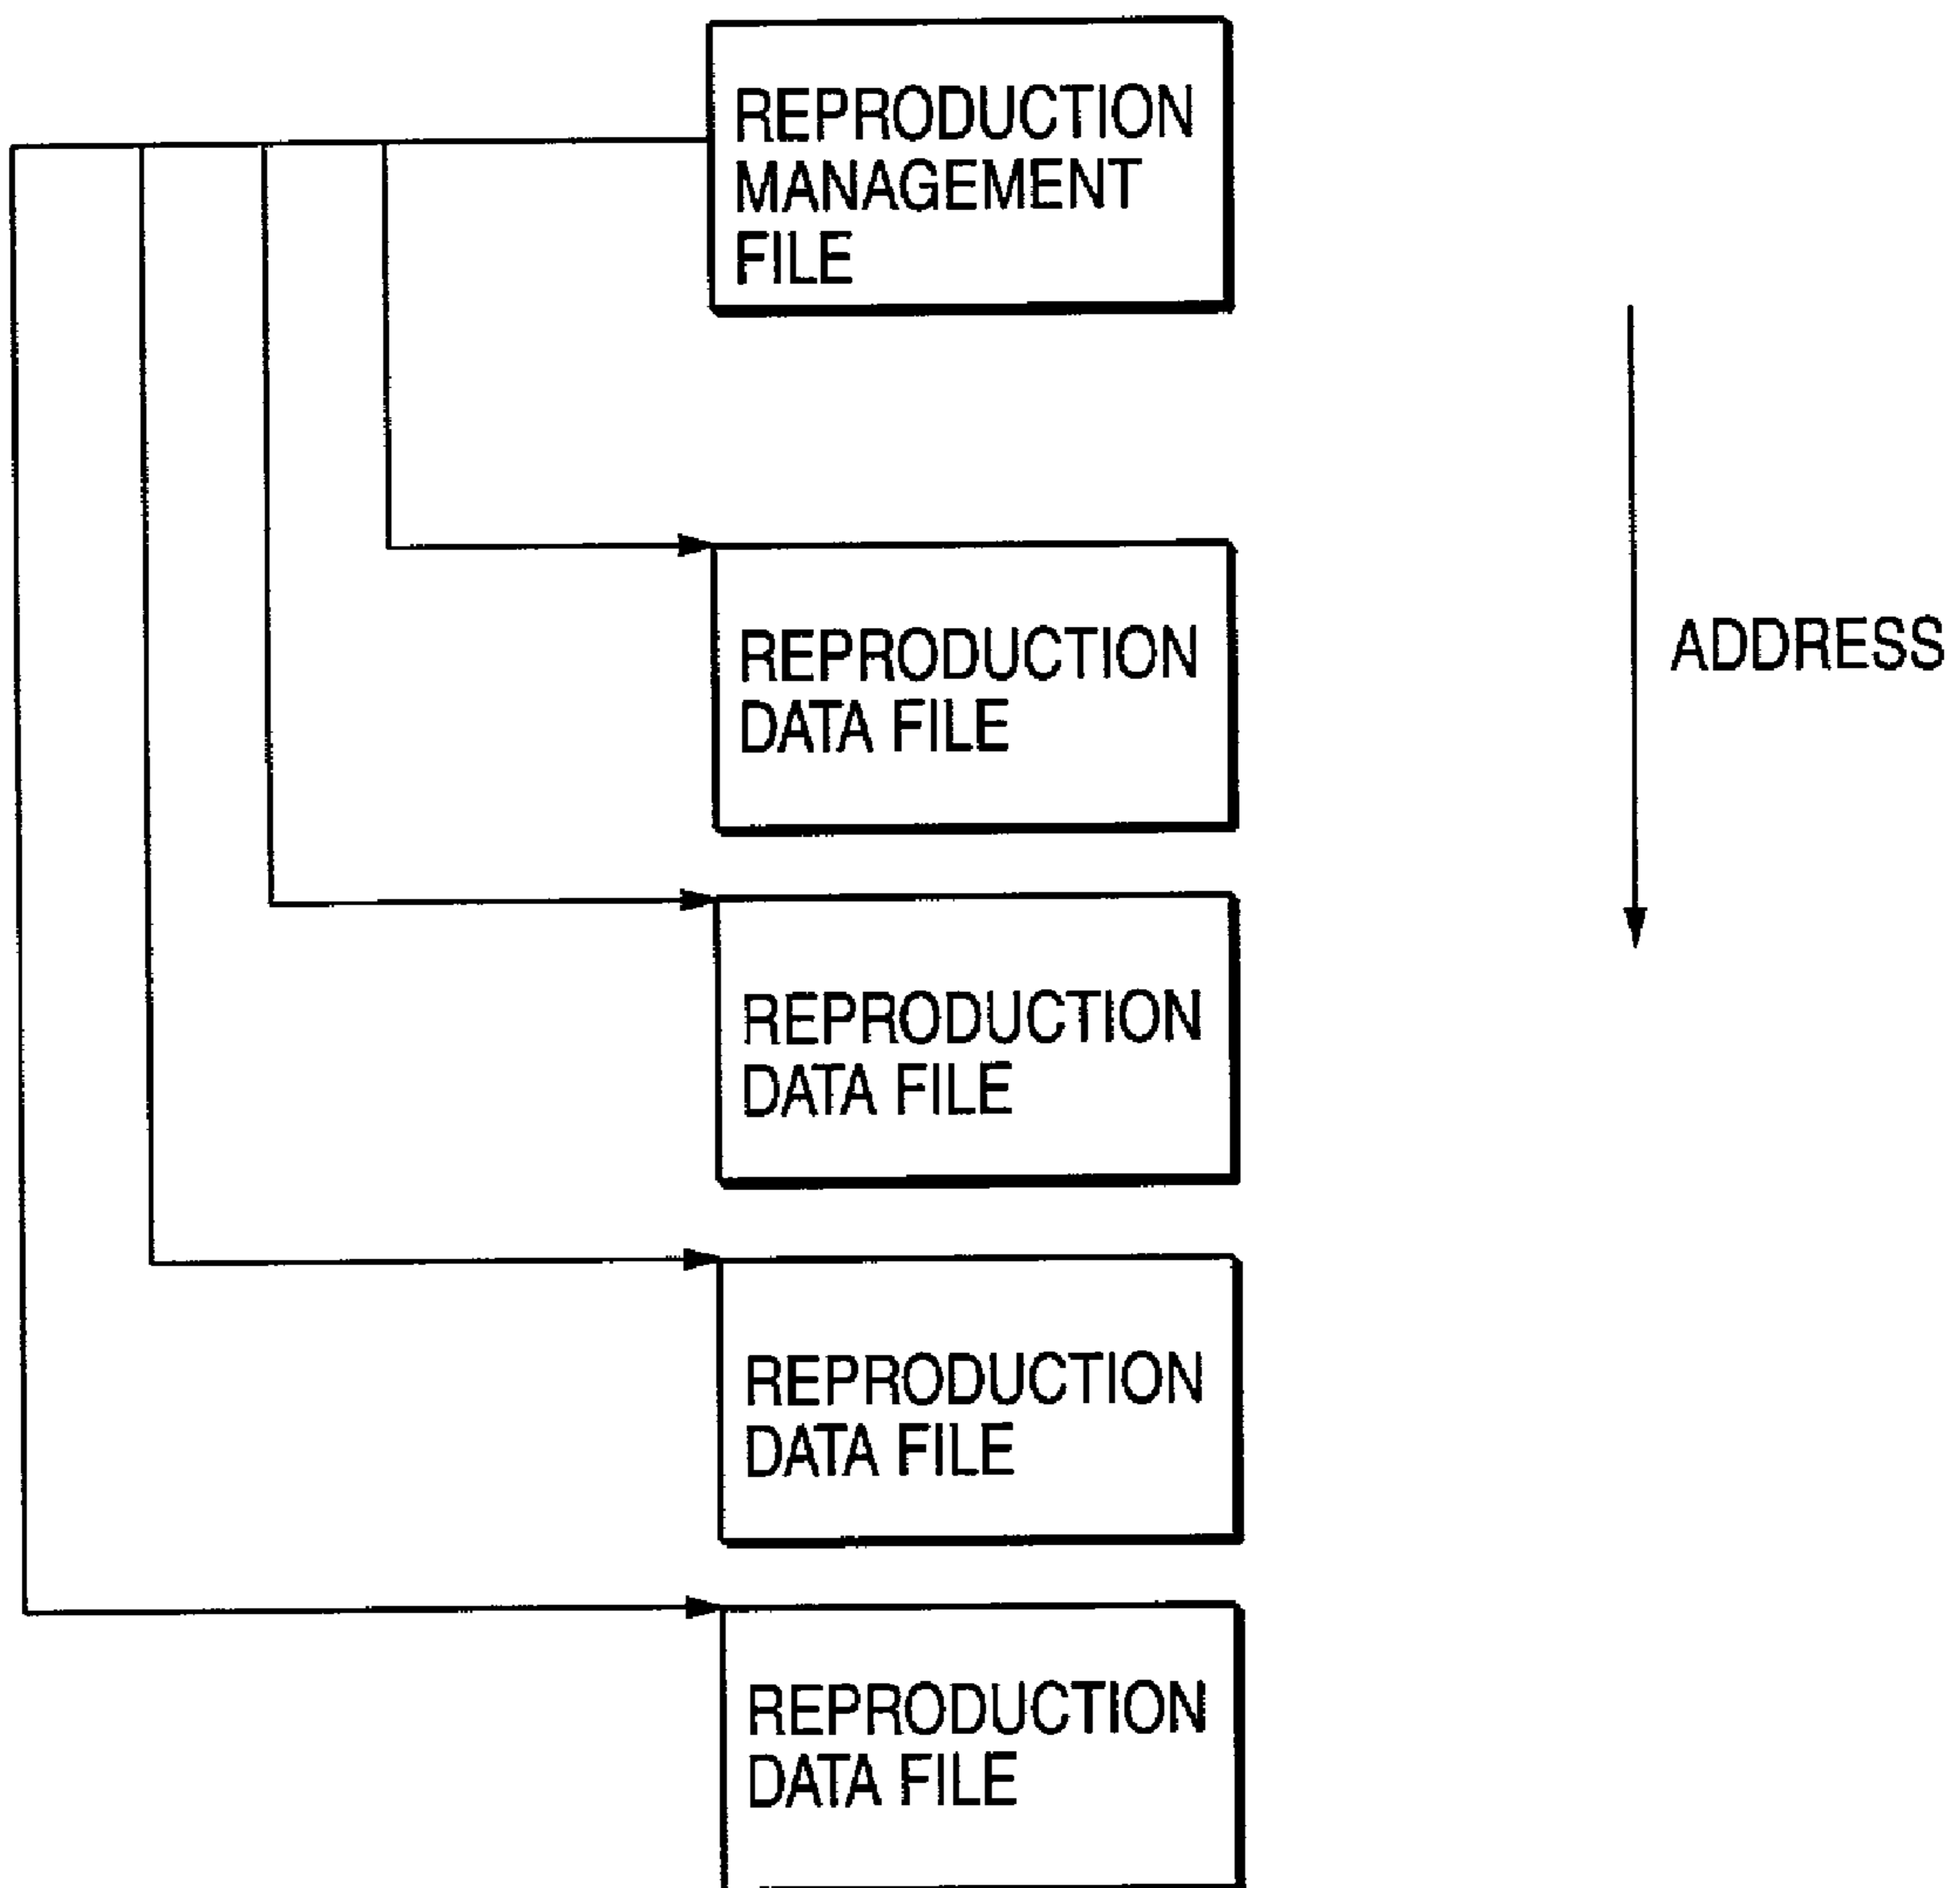 REPRODUCTION
MANAGEMENT
FILE
REPRODUCTION
DATA FILE
ADDRESS
REPRODUCTION
DATA FILE
REPRODUCTION
DATA FILE
REPRODUCTION
DATA FILE